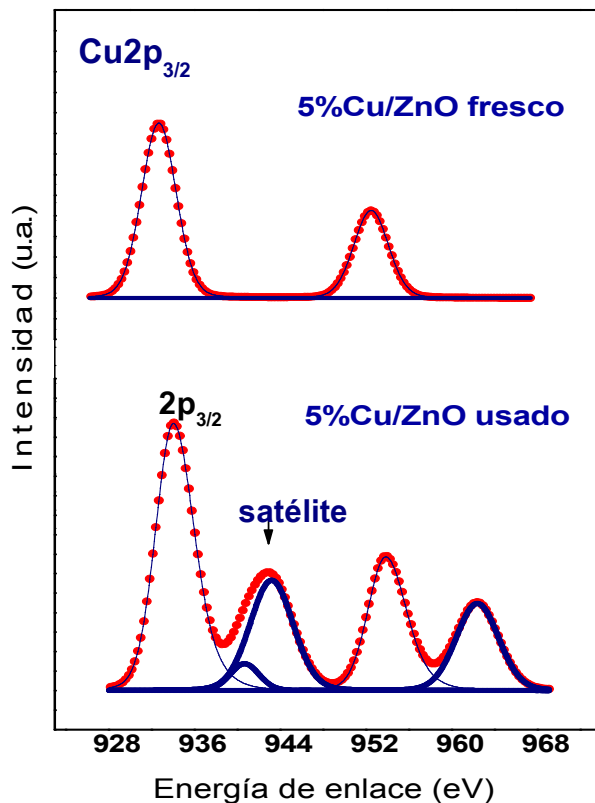 Cu2p3/2
5%Cu/ZnO fresco
Intensidad (u.a.)
2p3/2
5%Cu/ZnO usado
satélite
928 936 944 952 960 968
Energía de enlace (eV)